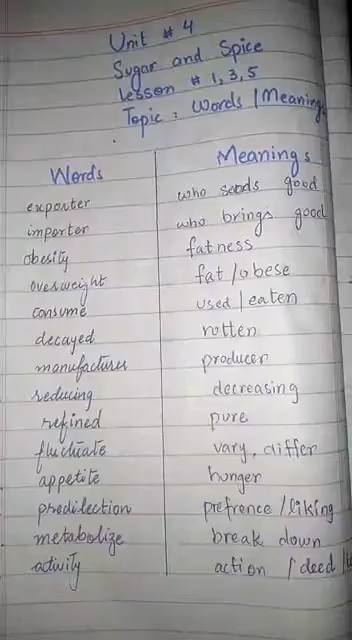 Unit # 4
Sugar and Spice
Lesson # 1, 3, 5
Topic : Words / Meanings
Words Meanings
exporter who sends good
importer who brings good
obesity fatness
overweight fat / obese
consume used / eaten
decayed rotten
manufacturer producer
reducing decreasing
refined pure
fluctuate vary, differ
appetite hunger
predilection prefrence / liking
metabolize break down
activity action / deed /